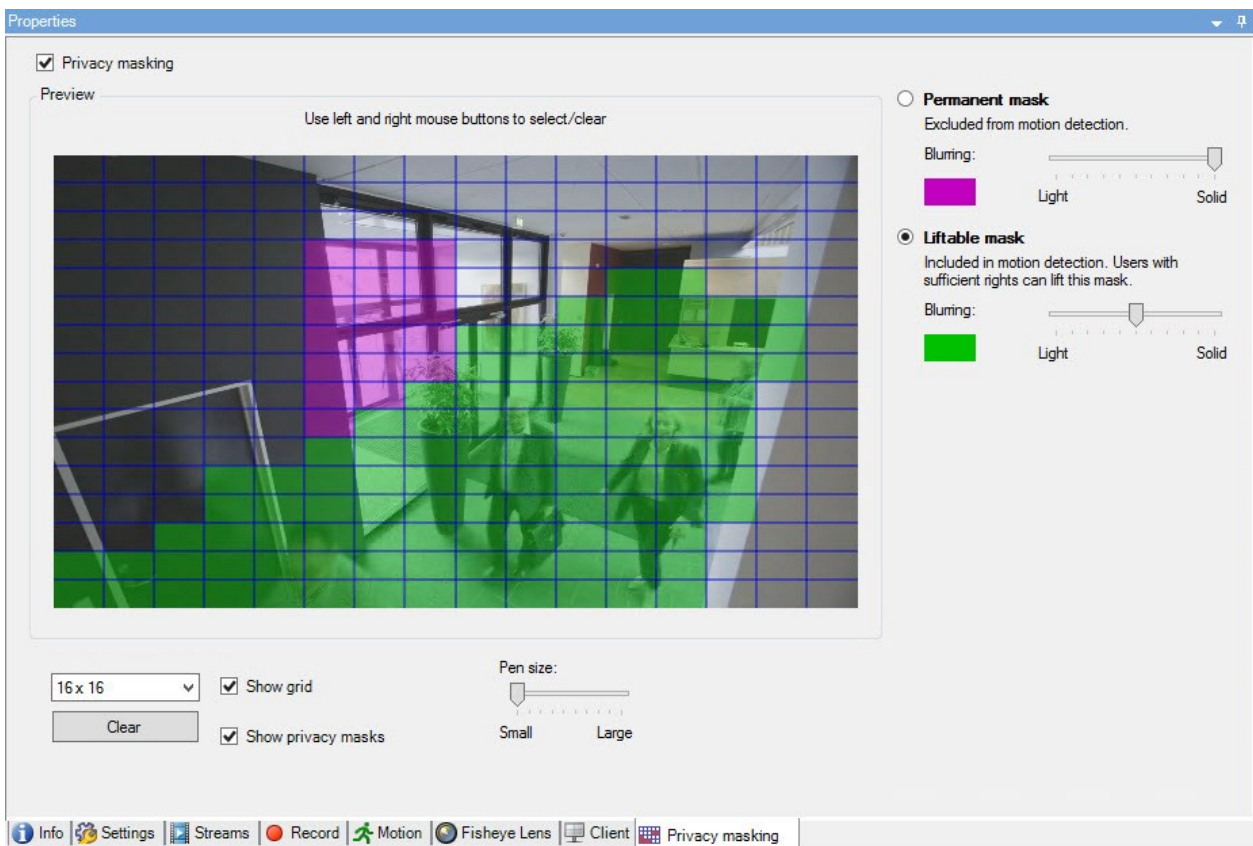 Properties
Privacy masking
Preview
Use left and right mouse buttons to select/clear
Permanent mask
Excluded from motion detection.
Blurring:
Light Solid
Liftable mask
Included in motion detection. Users with
sufficient rights can lift this mask.
Blurring:
Light Solid
16 x 16
Show grid
Clear
Show privacy masks
Pen size:
Small Large
Info Settings Streams Record Motion Fisheye Lens Client Privacy masking